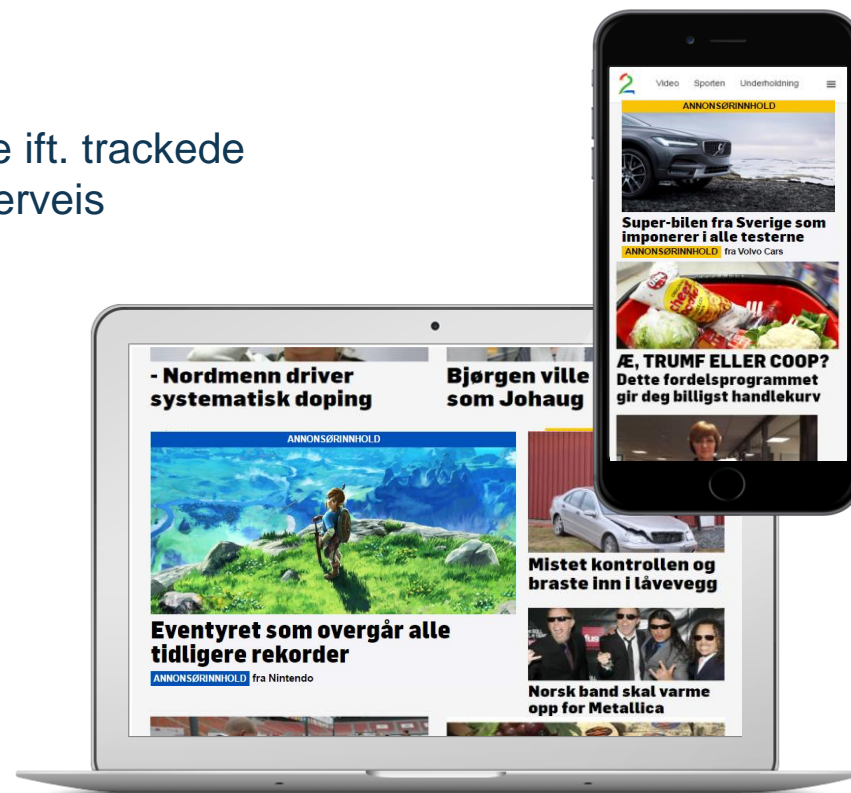 e ift. trackede
erveis
2
Video Sporten Underholdning
ANNONSØRINNHOLD
Super-bilen fra Sverige som
imponerer i alle testerne
ANNONSØRINNHOLD fra Volvo Cars
Æ, TRUMF ELLER COOP?
Dette fordelsprogrammet
gir deg billigst handlekurv
- Nordmenn driver
systematisk doping
Bjørgen ville
som Johaug
ANNONSØRINNHOLD
Eventyret som overgår alle
tidligere rekorder
ANNONSØRINNHOLD fra Nintendo
Mistet kontrollen og
braste inn i låvevegg
Norsk band skal varme
opp for Metallica